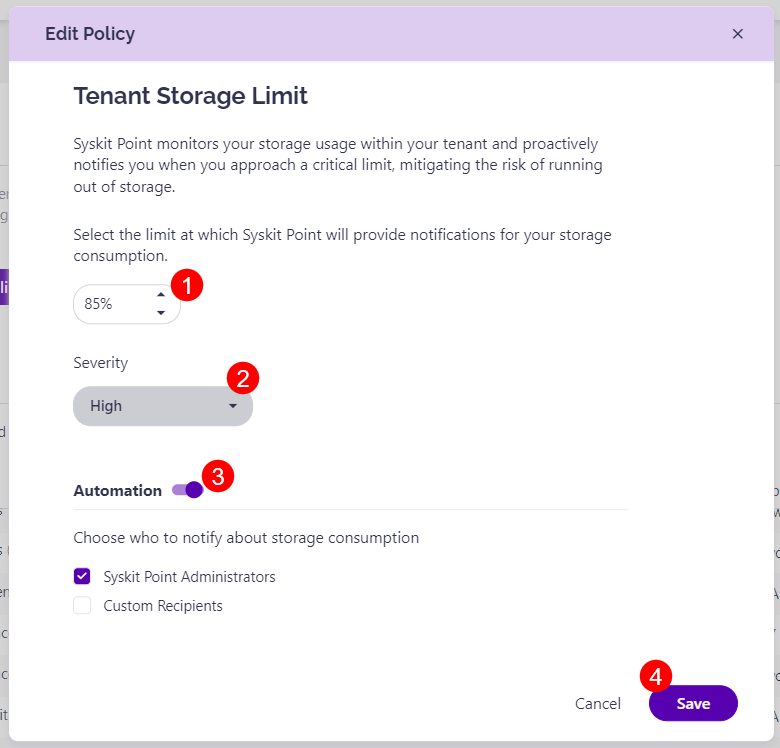 Edit Policy
Tenant Storage Limit
Syskit Point monitors your storage usage within your tenant and proactively
notifies you when you approach a critical limit, mitigating the risk of running
out of storage.
Select the limit at which Syskit Point will provide notifications for your storage
consumption.
1
85%
Severity
2
High
3
Automation
Choose who to notify about storage consumption
Syskit Point Administrators
Custom Recipients
4
Cancel
Save